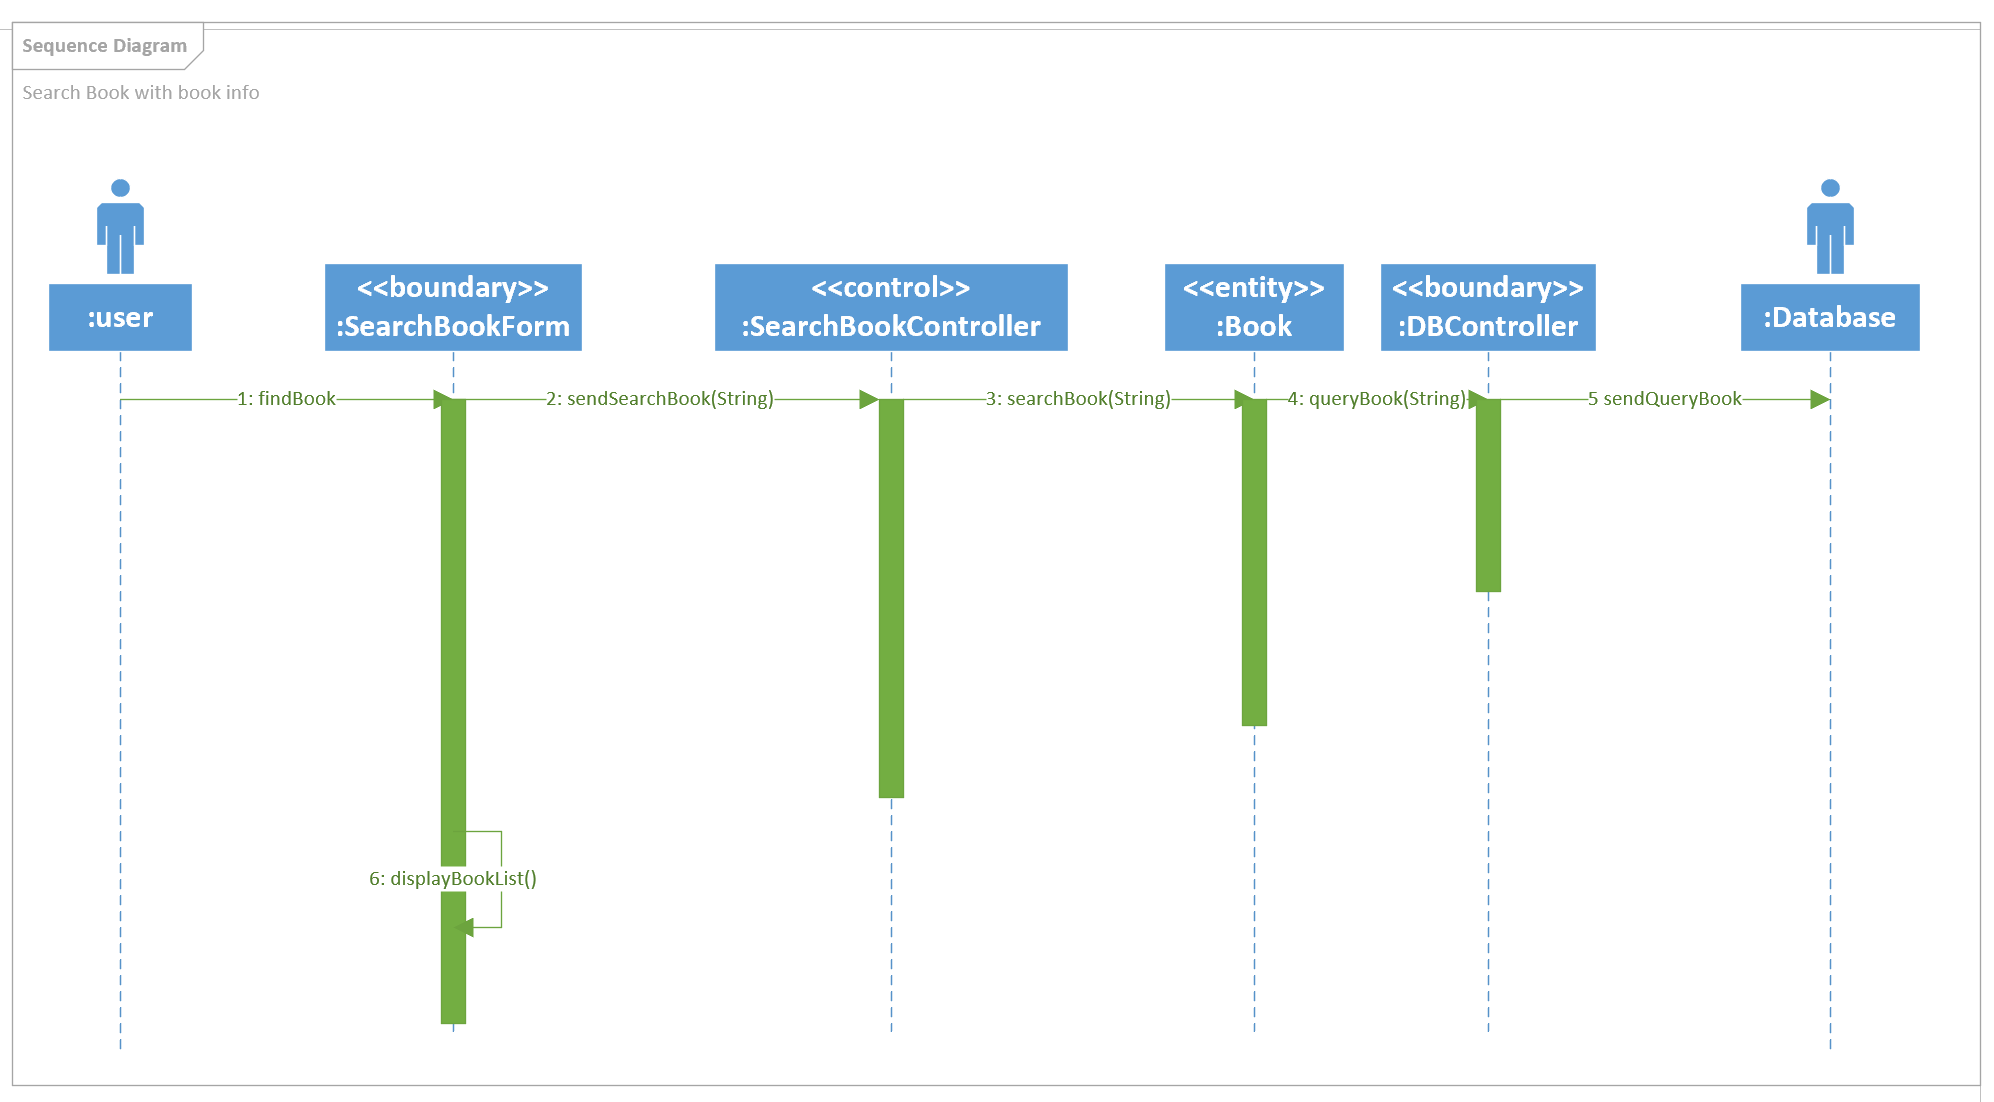 Sequence Diagram
Search Book with book info
:user
<<boundary>>
:SearchBookForm
<<control>>
:SearchBookController
<<entity>>
:Book
<<boundary>>
:DBController
:Database
1: findBook
2: sendSearchBook(String)
3: searchBook(String)
4: queryBook(String)
5 sendQueryBook
6: displayBookList()